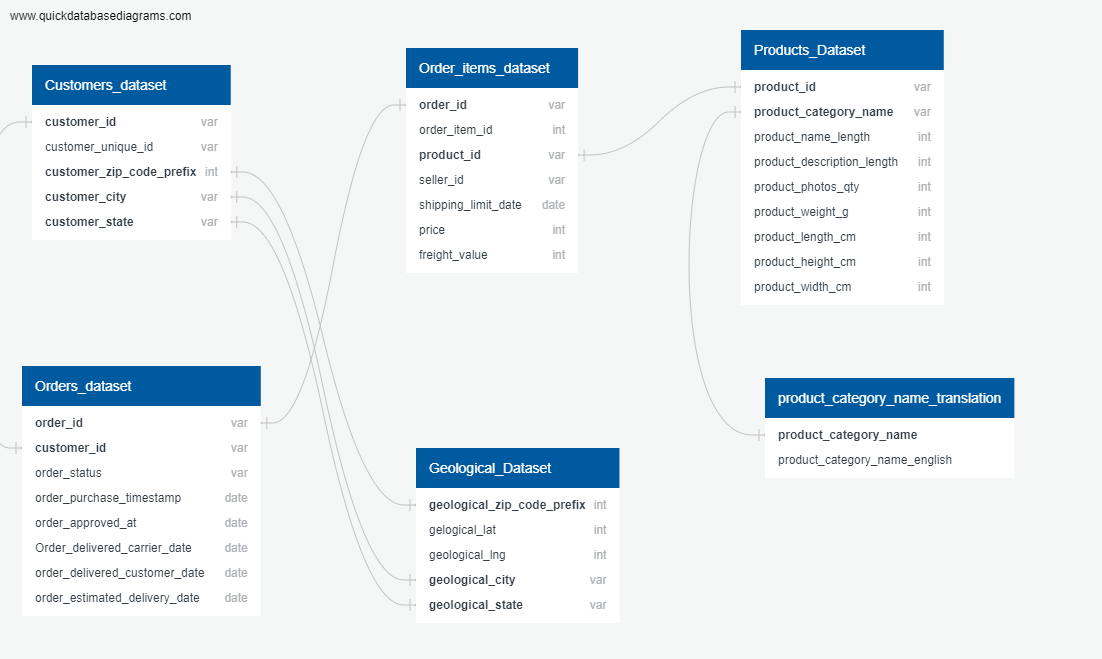 www.quickdatabasediagrams.com
Customers_dataset
customer_id var
customer_unique_id var
customer_zip_code_prefix int
customer_city var
customer_state var
Order_items_dataset
order_id var
order_item_id int
product_id var
seller_id var
shipping_limit_date date
price int
freight_value int
Products_Dataset
product_id var
product_category_name var
product_name_length int
product_description_length int
product_photos_qty int
product_weight_g int
product_length_cm int
product_height_cm int
product_width_cm int
Orders_dataset
order_id var
customer_id var
order_status var
order_purchase_timestamp date
order_approved_at date
Order_delivered_carrier_date date
order_delivered_customer_date date
order_estimated_delivery_date date
Geological_Dataset
geological_zip_code_prefix int
gelogical_lat int
geological_lng int
geological_city var
geological_state var
product_category_name_translation
product_category_name
product_category_name_english